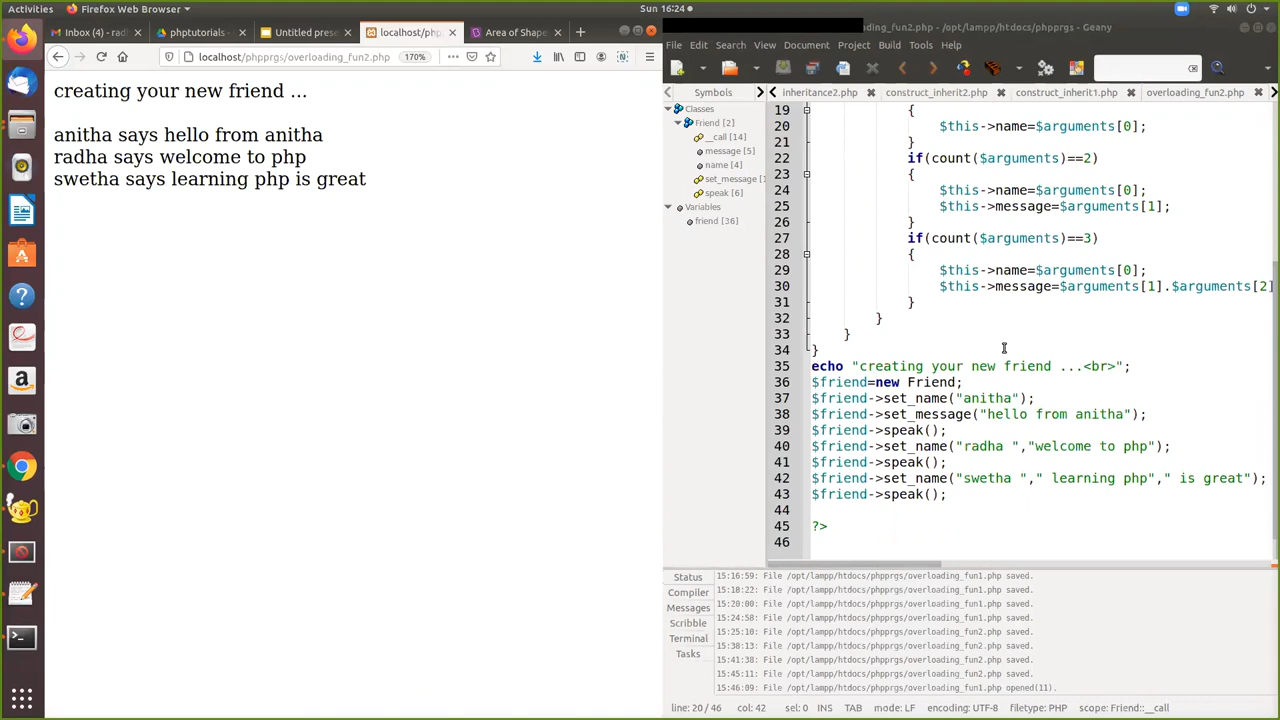 Activities
Firefox Web Browser
Sun 16:24
overloading_fun2.php - /opt/lampp/htdocs/phpprgs - Geany
Inbox (4) - radl
phptutorials -
Untitled prese
localhost/php
Area of Shape
localhost/phpprgs/overloading_fun2.php
170%
creating your new friend ...
anitha says hello from anitha
radha says welcome to php
swetha says learning php is great
File Edit Search View Document Project Build Tools Help
Symbols
inheritance2.php
construct_inherit2.php
construct_inherit1.php
overloading_fun2.php
Classes
Friend [2]
__call [14]
message [5]
name [4]
set_message [1
speak [6]
Variables
friend [36]
19 {
20 $this->name=$arguments[0];
21 }
22 if(count($arguments)==2)
23 {
24 $this->name=$arguments[0];
25 $this->message=$arguments[1];
26 }
27 if(count($arguments)==3)
28 {
29 $this->name=$arguments[0];
30 $this->message=$arguments[1].$arguments[2]
31 }
32 }
33 }
34 }
35 echo "creating your new friend ...<br>";
36 $friend=new Friend;
37 $friend->set_name("anitha");
38 $friend->set_message("hello from anitha");
39 $friend->speak();
40 $friend->set_name("radha ","welcome to php");
41 $friend->speak();
42 $friend->set_name("swetha "," learning php"," is great");
43 $friend->speak();
44
45 ?>
46
Status
Compiler
Messages
Scribble
Terminal
Tasks
15:16:59: File /opt/lampp/htdocs/phpprgs/overloading_fun1.php saved.
15:18:22: File /opt/lampp/htdocs/phpprgs/overloading_fun1.php saved.
15:20:00: File /opt/lampp/htdocs/phpprgs/overloading_fun1.php saved.
15:24:58: File /opt/lampp/htdocs/phpprgs/overloading_fun1.php saved.
15:25:10: File /opt/lampp/htdocs/phpprgs/overloading_fun2.php saved.
15:38:13: File /opt/lampp/htdocs/phpprgs/overloading_fun2.php saved.
15:41:38: File /opt/lampp/htdocs/phpprgs/overloading_fun2.php saved.
15:45:11: File /opt/lampp/htdocs/phpprgs/overloading_fun2.php saved.
15:46:09: File /opt/lampp/htdocs/phpprgs/overloading_fun1.php opened(11).
line: 20 / 46 col: 42 sel: 0 INS TAB mode: LF encoding: UTF-8 filetype: PHP scope: Friend::__call